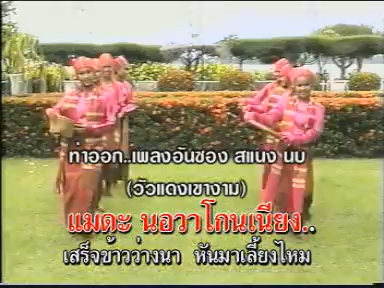 ท่าออก..เพลงอันซอง สแนง นบ
(วัวแดงเขางาม)
แมดะ นอวาโกนเนียง..
เสร็จข้าวว่างนา หันมาเลี้ยงไหม